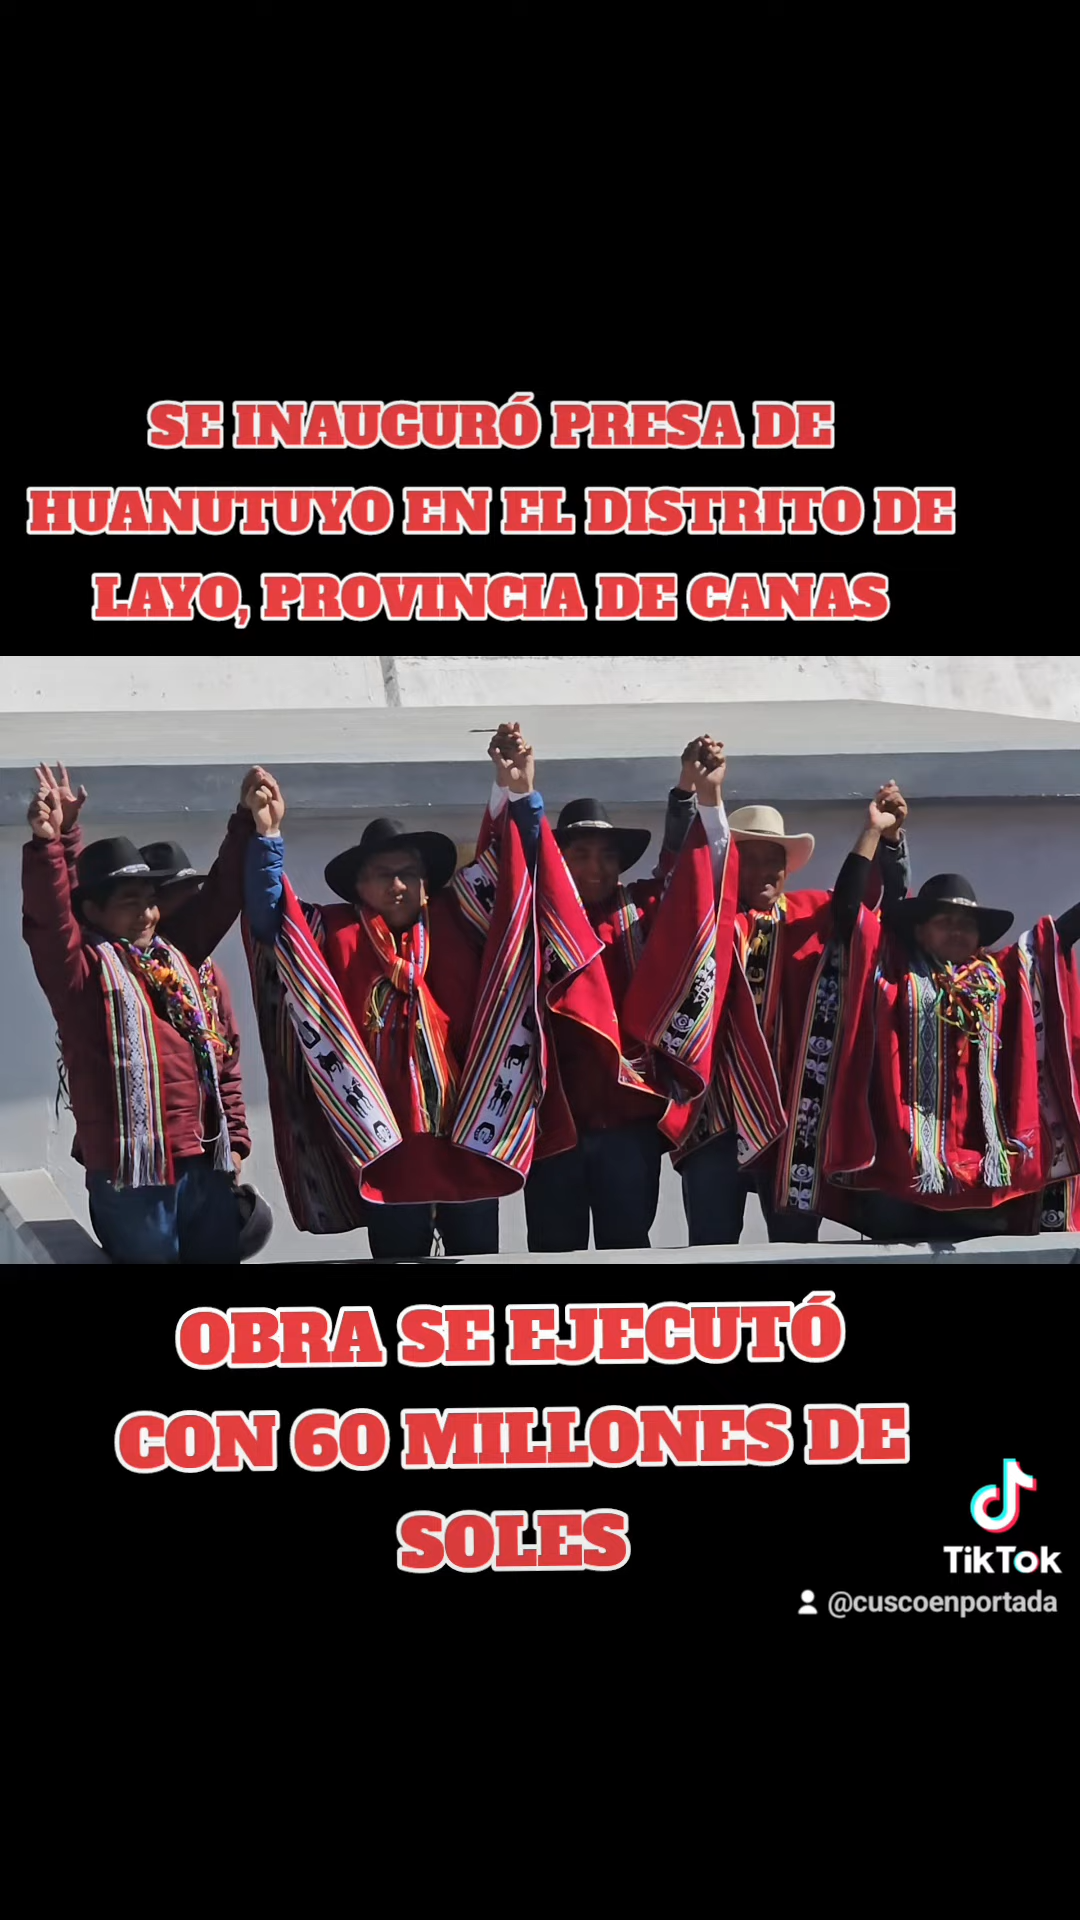 SE INAUGURÓ PRESA DE
HUANUTUYO EN EL DISTRITO DE
LAYO, PROVINCIA DE CANAS
OBRA SE EJECUTÓ
CON 60 MILLONES DE
SOLES
TikTok
@cuscoenportada